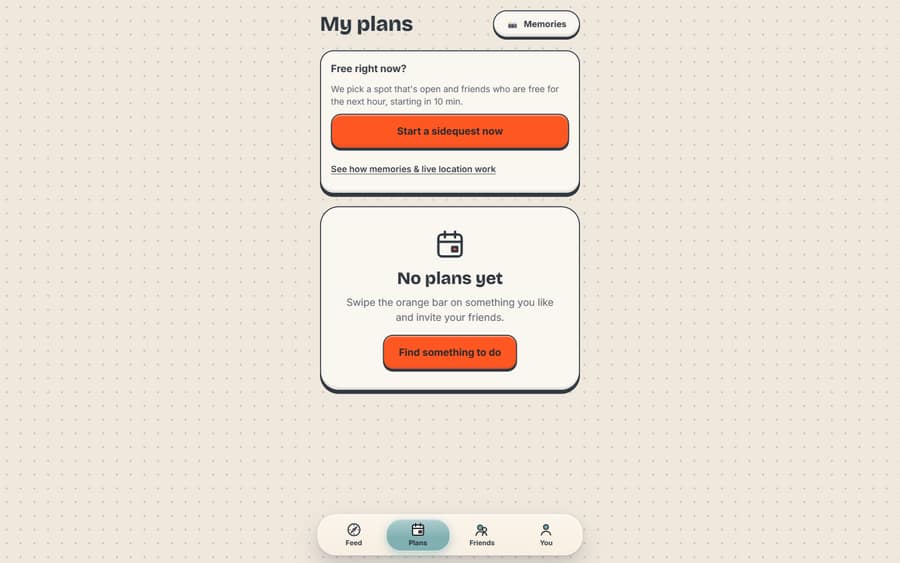 My plans
Memories
Free right now?
We pick a spot that's open and friends who are free for
the next hour, starting in 10 min.
Start a sidequest now
See how memories & live location work
No plans yet
Swipe the orange bar on something you like
and invite your friends.
Find something to do
Feed
Plans
Friends
You